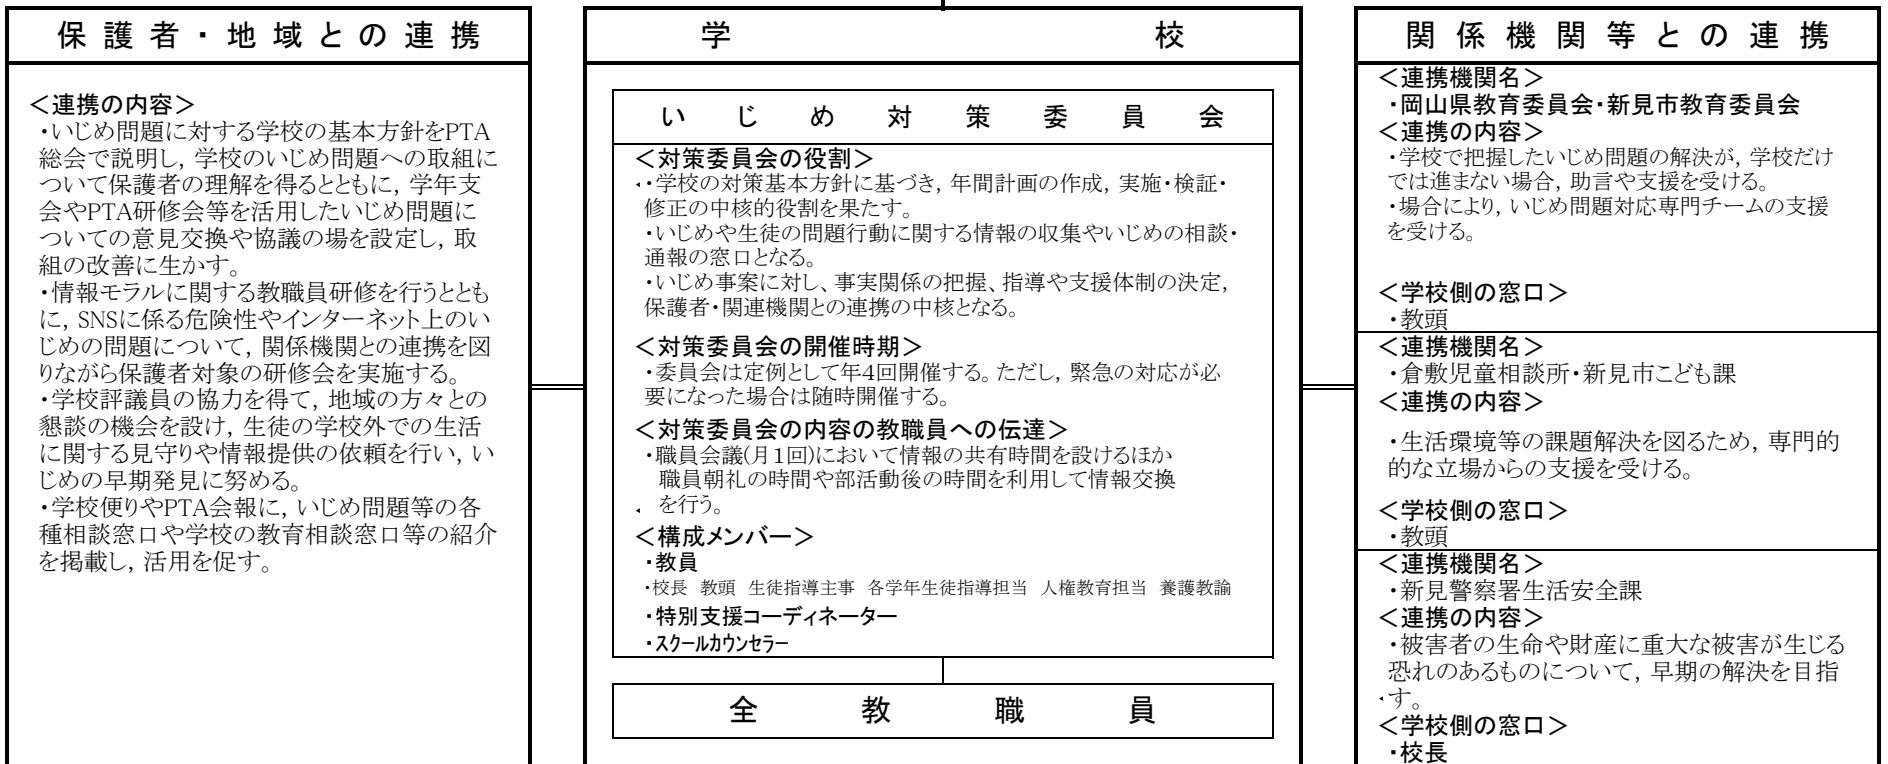 保護者・地域との連携
＜連携の内容＞
・いじめ問題に対する学校の基本方針をPTA
総会で説明し，学校のいじめ問題への取組に
ついて保護者の理解を得るとともに，学年支
会やPTA研修会等を活用したいじめ問題に
ついての意見交換や協議の場を設定し，取
組の改善に生かす。
・情報モラルに関する教職員研修を行うととも
に，SNSに係る危険性やインターネット上のい
じめの問題について，関係機関との連携を図
りながら保護者対象の研修会を実施する。
・学校評議員の協力を得て，地域の方々との
懇談の機会を設け，生徒の学校外での生活
に関する見守りや情報提供の依頼を行い，い
じめの早期発見に努める。
・学校便りやPTA会報に，いじめ問題等の各
種相談窓口や学校の教育相談窓口等の紹介
を掲載し，活用を促す。
学校
いじめ対策委員会
＜対策委員会の役割＞
・学校の対策基本方針に基づき，年間計画の作成，実施・検証・
修正の中核的役割を果たす。
・いじめや生徒の問題行動に関する情報の収集やいじめの相談・
通報の窓口となる。
・いじめ事案に対し、事実関係の把握、指導や支援体制の決定，
保護者・関連機関との連携の中核となる。
＜対策委員会の開催時期＞
・委員会は定例として年４回開催する。ただし，緊急の対応が必
要になった場合は随時開催する。
＜対策委員会の内容の教職員への伝達＞
・職員会議(月１回)において情報の共有時間を設けるほか
職員朝礼の時間や部活動後の時間を利用して情報交換
を行う。
＜構成メンバー＞
・教員
・校長　教頭　生徒指導主事　各学年生徒指導担当　人権教育担当　養護教諭
・特別支援コーディネーター
・スクールカウンセラー
全教職員
関係機関等との連携
＜連携機関名＞
・岡山県教育委員会・新見市教育委員会
＜連携の内容＞
・学校で把握したいじめ問題の解決が，学校だけ
では進まない場合，助言や支援を受ける。
・場合により，いじめ問題対応専門チームの支援
を受ける。
＜学校側の窓口＞
・教頭
＜連携機関名＞
・倉敷児童相談所・新見市こども課
＜連携の内容＞
・生活環境等の課題解決を図るため，専門的
的な立場からの支援を受ける。
＜学校側の窓口＞
・教頭
＜連携機関名＞
・新見警察署生活安全課
＜連携の内容＞
・被害者の生命や財産に重大な被害が生じる
恐れのあるものについて，早期の解決を目指
す。
＜学校側の窓口＞
・校長